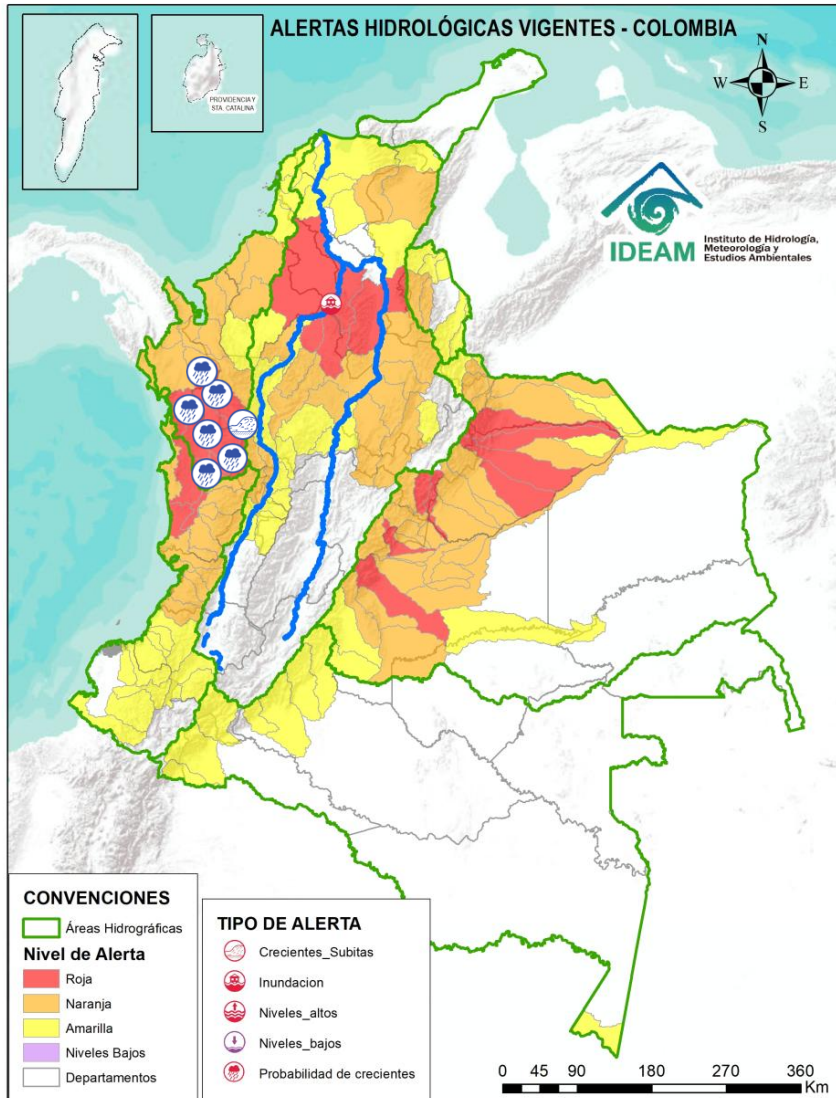 ALERTAS HIDROLÓGICAS VIGENTES - COLOMBIA
PROVIDENCIA Y
STA. CATALINA
N
W
E
S
IDEAM
Instituto de Hidrología,
Meteorología y
Estudios Ambientales
CONVENCIONES
Áreas Hidrográficas
Nivel de Alerta
Roja
Naranja
Amarilla
Niveles Bajos
Departamentos
TIPO DE ALERTA
Crecientes_Subitas
Inundacion
Niveles_altos
Niveles_bajos
Probabilidad de crecientes
0 45 90 180 270 360
Km